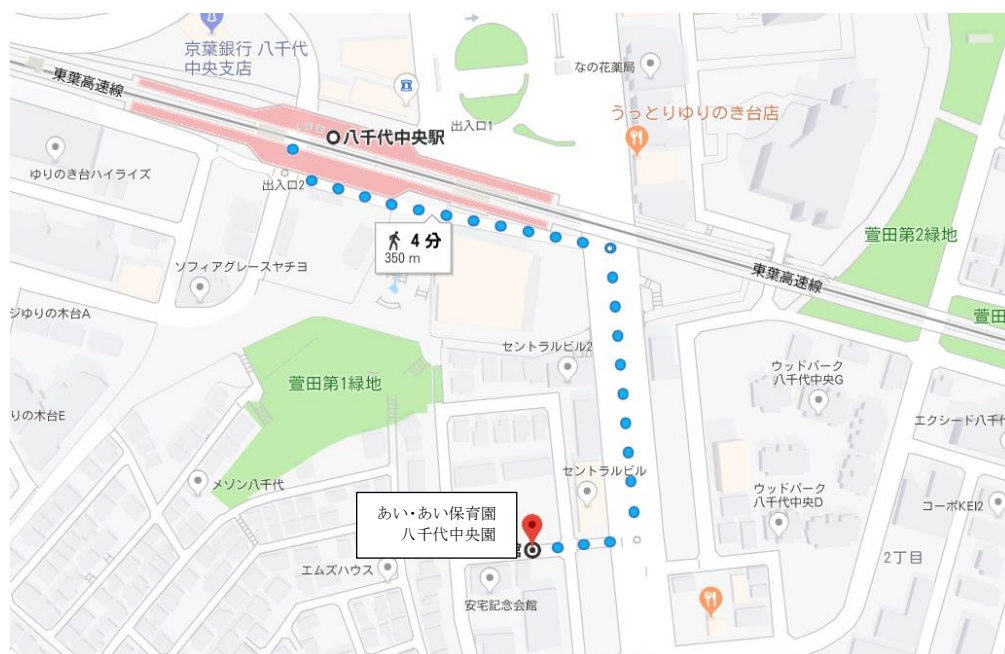 京葉銀行 八千代
中央支店
なの花薬局
東葉高速線
うっとりゆりのき台店
出入口1
八千代中央駅
ゆりのき台ハイライズ
出入口2
4 分
350 m
萱田第2緑地
ソフィアグレースヤチヨ
東葉高速線
ジゆりの木台A
萱田
セントラルビル2
ウッドパーク
八千代中央G
萱田第1緑地
りの木台E
エクシード八千代
メゾン八千代
セントラルビル
ウッドパーク
八千代中央D
コーポKEI2
あい・あい保育園
八千代中央園
館
2丁目
エムズハウス
安宅記念会館